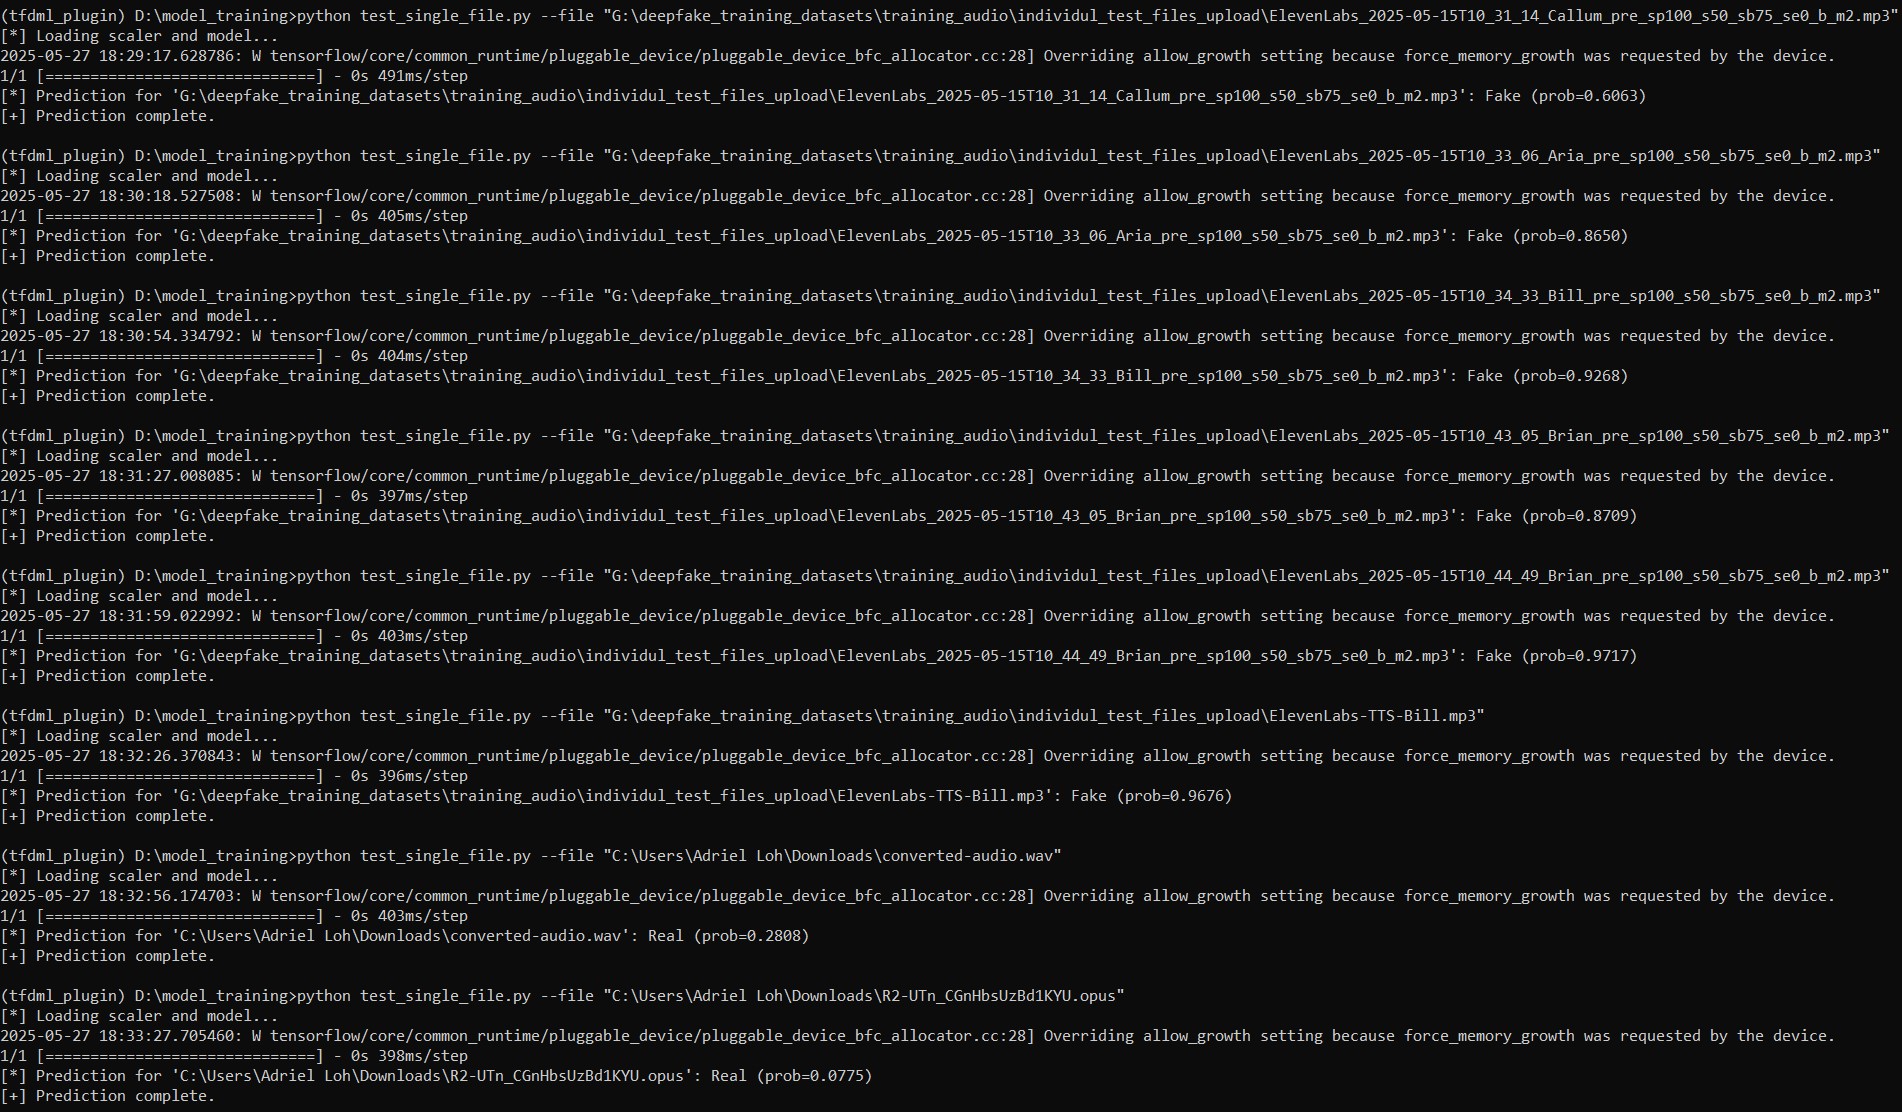 (tfdml_plugin) D:\model_training>python test_single_file.py --file "G:\deepfake_training_datasets\training_audio\individul_test_files_upload\ElevenLabs_2025-05-15T10_31_14_Callum_pre_sp100_s50_sb75_se0_b_m2.mp3"
[*] Loading scaler and model...
2025-05-27 18:29:17.628786: W tensorflow/core/common_runtime/pluggable_device/pluggable_device_bfc_allocator.cc:28] Overriding allow_growth setting because force_memory_growth was requested by the device.
1/1 [==============================] - 0s 491ms/step
[*] Prediction for 'G:\deepfake_training_datasets\training_audio\individul_test_files_upload\ElevenLabs_2025-05-15T10_31_14_Callum_pre_sp100_s50_sb75_se0_b_m2.mp3': Fake (prob=0.6063)
[+] Prediction complete.
(tfdml_plugin) D:\model_training>python test_single_file.py --file "G:\deepfake_training_datasets\training_audio\individul_test_files_upload\ElevenLabs_2025-05-15T10_33_06_Aria_pre_sp100_s50_sb75_se0_b_m2.mp3"
[*] Loading scaler and model...
2025-05-27 18:30:18.527508: W tensorflow/core/common_runtime/pluggable_device/pluggable_device_bfc_allocator.cc:28] Overriding allow_growth setting because force_memory_growth was requested by the device.
1/1 [==============================] - 0s 405ms/step
[*] Prediction for 'G:\deepfake_training_datasets\training_audio\individul_test_files_upload\ElevenLabs_2025-05-15T10_33_06_Aria_pre_sp100_s50_sb75_se0_b_m2.mp3': Fake (prob=0.8650)
[+] Prediction complete.
(tfdml_plugin) D:\model_training>python test_single_file.py --file "G:\deepfake_training_datasets\training_audio\individul_test_files_upload\ElevenLabs_2025-05-15T10_34_33_Bill_pre_sp100_s50_sb75_se0_b_m2.mp3"
[*] Loading scaler and model...
2025-05-27 18:30:54.334792: W tensorflow/core/common_runtime/pluggable_device/pluggable_device_bfc_allocator.cc:28] Overriding allow_growth setting because force_memory_growth was requested by the device.
1/1 [==============================] - 0s 404ms/step
[*] Prediction for 'G:\deepfake_training_datasets\training_audio\individul_test_files_upload\ElevenLabs_2025-05-15T10_34_33_Bill_pre_sp100_s50_sb75_se0_b_m2.mp3': Fake (prob=0.9268)
[+] Prediction complete.
(tfdml_plugin) D:\model_training>python test_single_file.py --file "G:\deepfake_training_datasets\training_audio\individul_test_files_upload\ElevenLabs_2025-05-15T10_43_05_Brian_pre_sp100_s50_sb75_se0_b_m2.mp3"
[*] Loading scaler and model...
2025-05-27 18:31:27.008085: W tensorflow/core/common_runtime/pluggable_device/pluggable_device_bfc_allocator.cc:28] Overriding allow_growth setting because force_memory_growth was requested by the device.
1/1 [==============================] - 0s 397ms/step
[*] Prediction for 'G:\deepfake_training_datasets\training_audio\individul_test_files_upload\ElevenLabs_2025-05-15T10_43_05_Brian_pre_sp100_s50_sb75_se0_b_m2.mp3': Fake (prob=0.8709)
[+] Prediction complete.
(tfdml_plugin) D:\model_training>python test_single_file.py --file "G:\deepfake_training_datasets\training_audio\individul_test_files_upload\ElevenLabs_2025-05-15T10_44_49_Brian_pre_sp100_s50_sb75_se0_b_m2.mp3"
[*] Loading scaler and model...
2025-05-27 18:31:59.022992: W tensorflow/core/common_runtime/pluggable_device/pluggable_device_bfc_allocator.cc:28] Overriding allow_growth setting because force_memory_growth was requested by the device.
1/1 [==============================] - 0s 403ms/step
[*] Prediction for 'G:\deepfake_training_datasets\training_audio\individul_test_files_upload\ElevenLabs_2025-05-15T10_44_49_Brian_pre_sp100_s50_sb75_se0_b_m2.mp3': Fake (prob=0.9717)
[+] Prediction complete.
(tfdml_plugin) D:\model_training>python test_single_file.py --file "G:\deepfake_training_datasets\training_audio\individul_test_files_upload\ElevenLabs-TTS-Bill.mp3"
[*] Loading scaler and model...
2025-05-27 18:32:26.370843: W tensorflow/core/common_runtime/pluggable_device/pluggable_device_bfc_allocator.cc:28] Overriding allow_growth setting because force_memory_growth was requested by the device.
1/1 [==============================] - 0s 396ms/step
[*] Prediction for 'G:\deepfake_training_datasets\training_audio\individul_test_files_upload\ElevenLabs-TTS-Bill.mp3': Fake (prob=0.9676)
[+] Prediction complete.
(tfdml_plugin) D:\model_training>python test_single_file.py --file "C:\Users\Adriel Loh\Downloads\converted-audio.wav"
[*] Loading scaler and model...
2025-05-27 18:32:56.174703: W tensorflow/core/common_runtime/pluggable_device/pluggable_device_bfc_allocator.cc:28] Overriding allow_growth setting because force_memory_growth was requested by the device.
1/1 [==============================] - 0s 403ms/step
[*] Prediction for 'C:\Users\Adriel Loh\Downloads\converted-audio.wav': Real (prob=0.2808)
[+] Prediction complete.
(tfdml_plugin) D:\model_training>python test_single_file.py --file "C:\Users\Adriel Loh\Downloads\R2-UTn_CGnHbsUzBd1KYU.opus"
[*] Loading scaler and model...
2025-05-27 18:33:27.705460: W tensorflow/core/common_runtime/pluggable_device/pluggable_device_bfc_allocator.cc:28] Overriding allow_growth setting because force_memory_growth was requested by the device.
1/1 [==============================] - 0s 398ms/step
[*] Prediction for 'C:\Users\Adriel Loh\Downloads\R2-UTn_CGnHbsUzBd1KYU.opus': Real (prob=0.0775)
[+] Prediction complete.